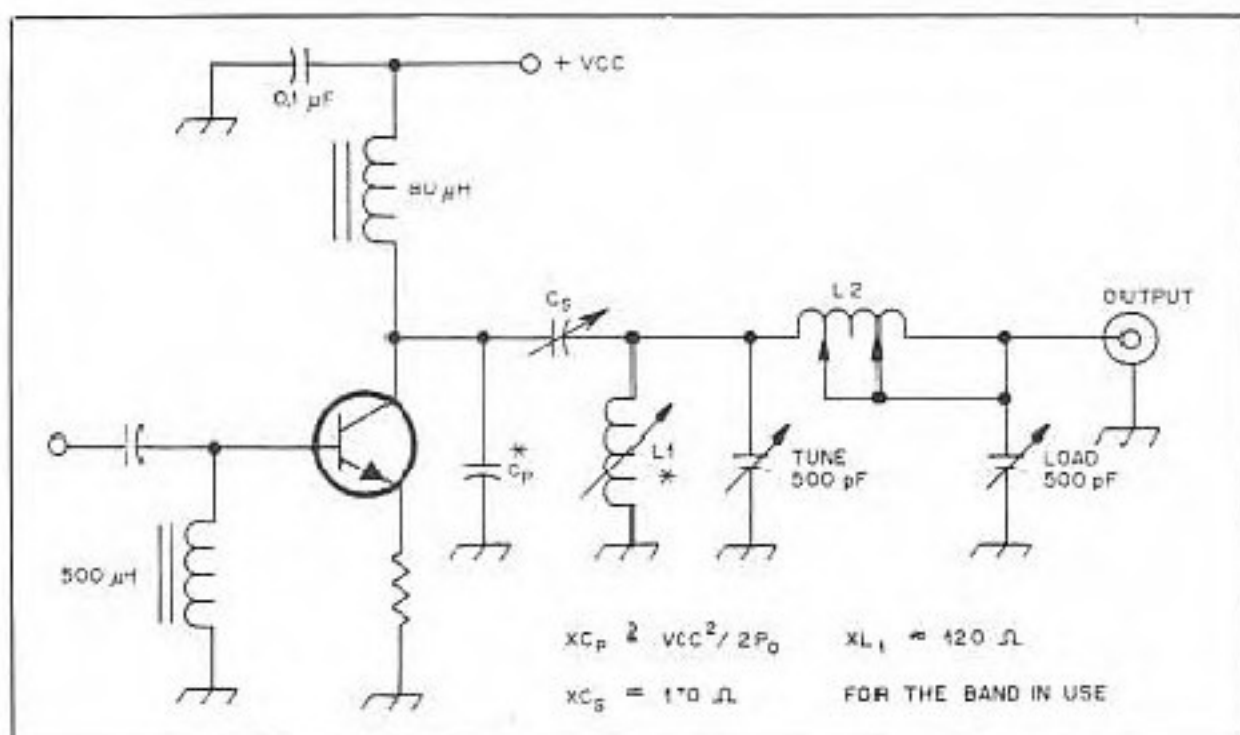 + VCC
0.1 µF
80 µH
CS
L2
OUTPUT
*
CP
L1
*
TUNE
500 pF
LOAD
500 pF
500 µH
XCP ≧ VCC²/2Po XL1 ≈ 120 Ω
XCS = 170 Ω FOR THE BAND IN USE